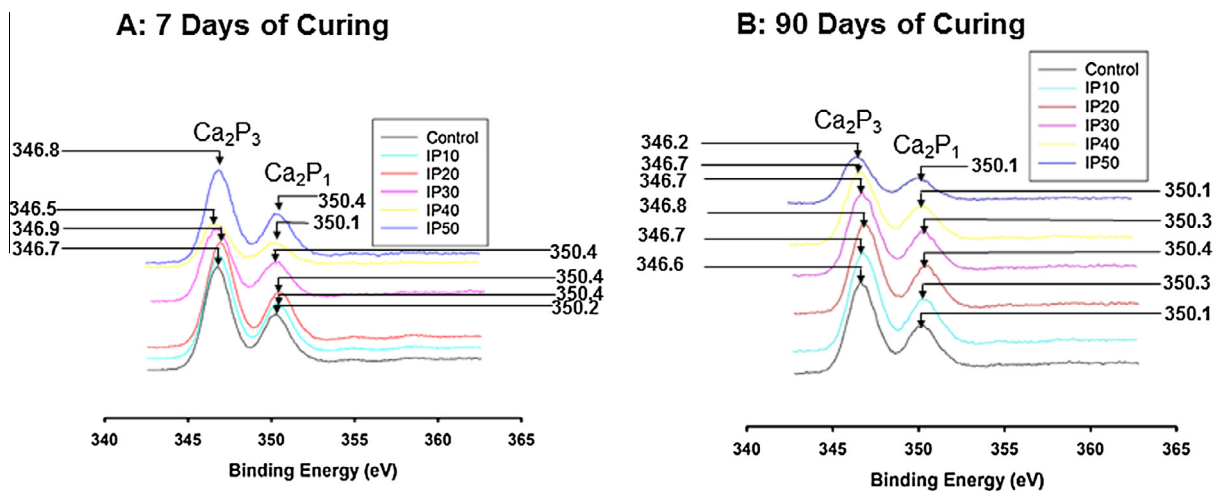 A: 7 Days of Curing
Ca2P3
346.8
Ca2P1
350.4
346.5
350.1
346.9
346.7
350.4
350.4
350.4
350.2
Control
IP10
IP20
IP30
IP40
IP50
340 345 350 355 360 365
Binding Energy (eV)
B: 90 Days of Curing
Control
IP10
IP20
IP30
IP40
IP50
Ca2P3
346.2
Ca2P1
346.7
350.1
346.7
350.1
346.8
350.3
346.7
350.4
346.6
350.3
350.1
340 345 350 355 360 365
Binding Energy (eV)